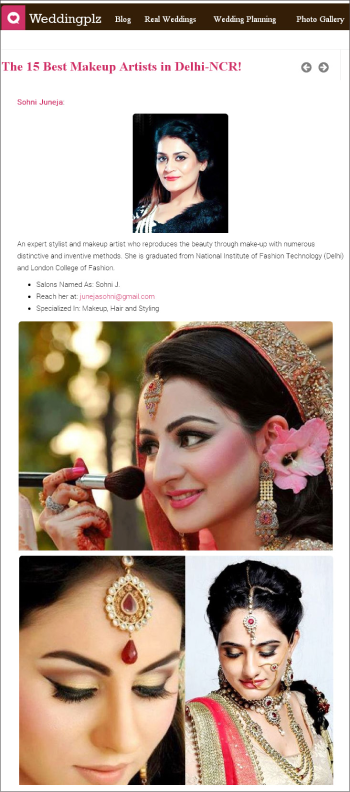 Weddingplz Blog Real Weddings Wedding Planning Photo Gallery
The 15 Best Makeup Artists in Delhi-NCR!
Sohni Juneja:
An expert stylist and makeup artist who reproduces the beauty through make-up with numerous
distinctive and inventive methods. She is graduated from National Institute of Fashion Technology (Delhi)
and London College of Fashion.
Salons Named As: Sohni J.
Reach her at: junejasohni@gmail.com
Specialized In: Makeup, Hair and Styling